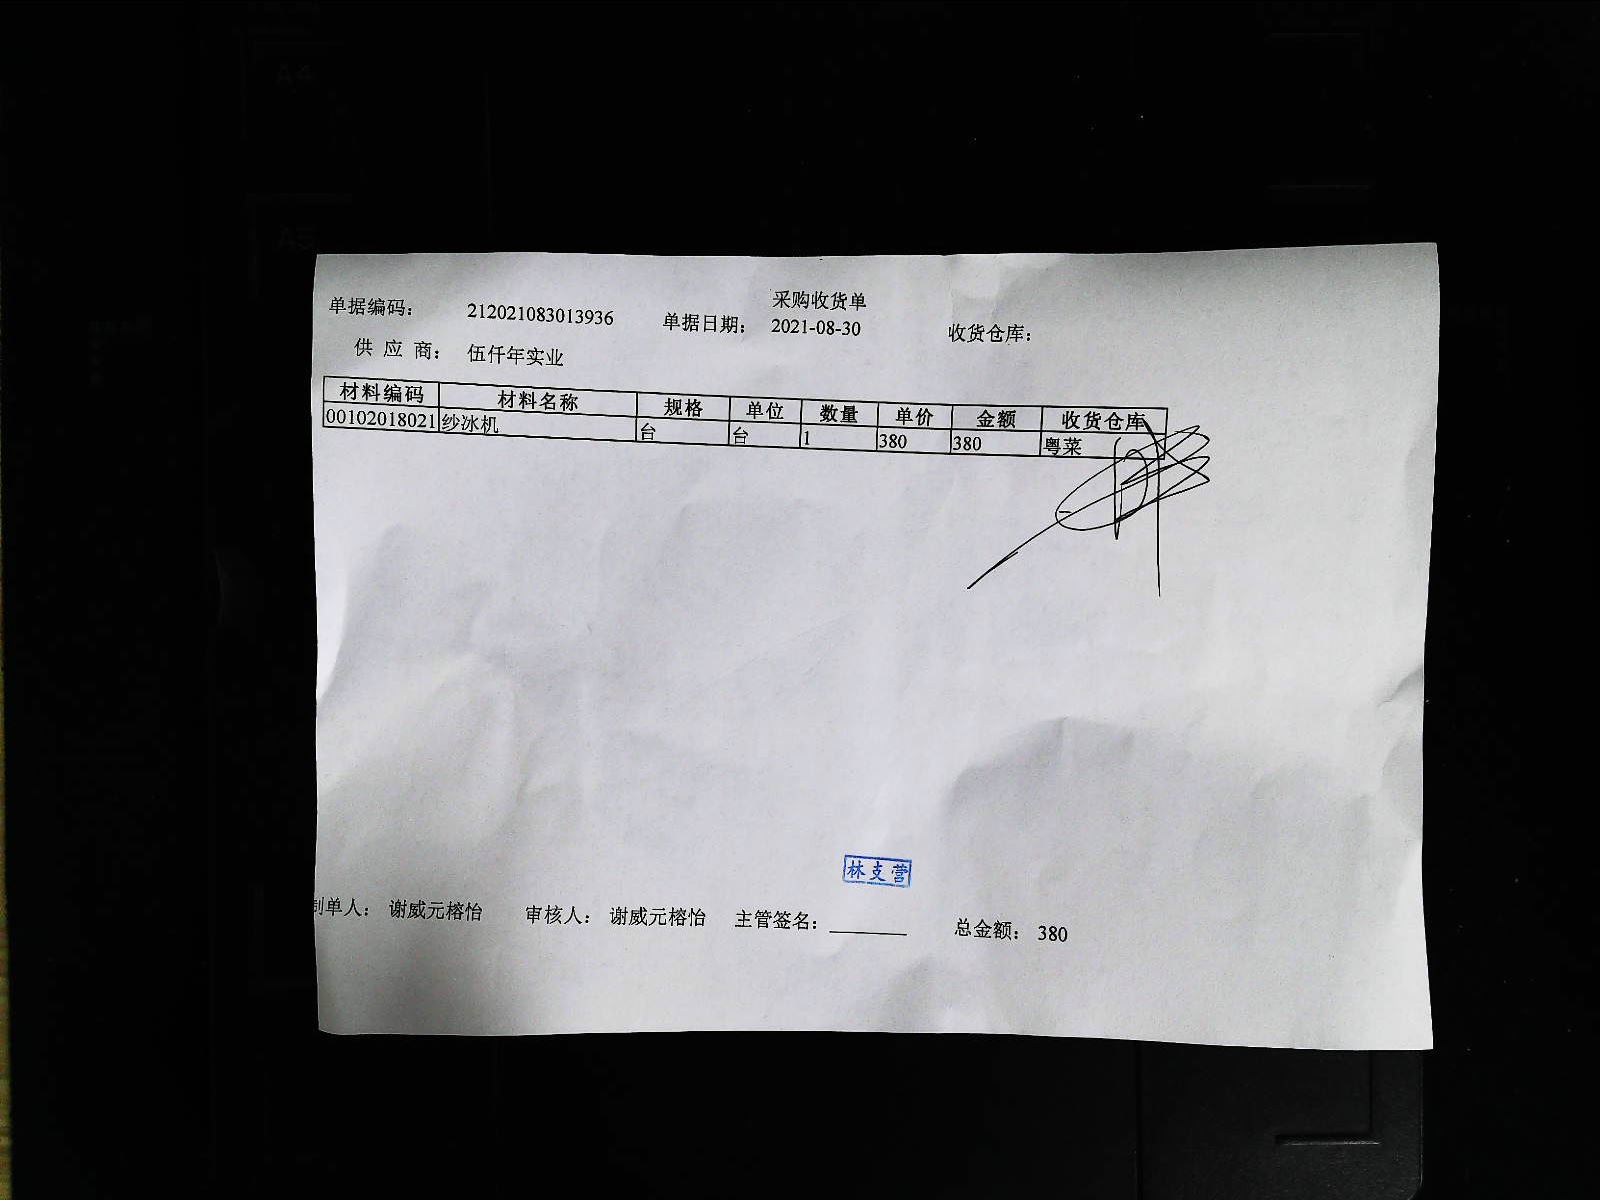 采购收货单
单据编码： 212021083013936 单据日期： 2021-08-30 收货仓库：
供 应 商： 伍仟年实业
材料编码 材料名称 规格 单位 数量 单价 金额 收货仓库
00102018021 纱冰机 台 台 1 380 380 粤菜
林支营
制单人： 谢威元榕怡 审核人： 谢威元榕怡 主管签名： 总金额： 380